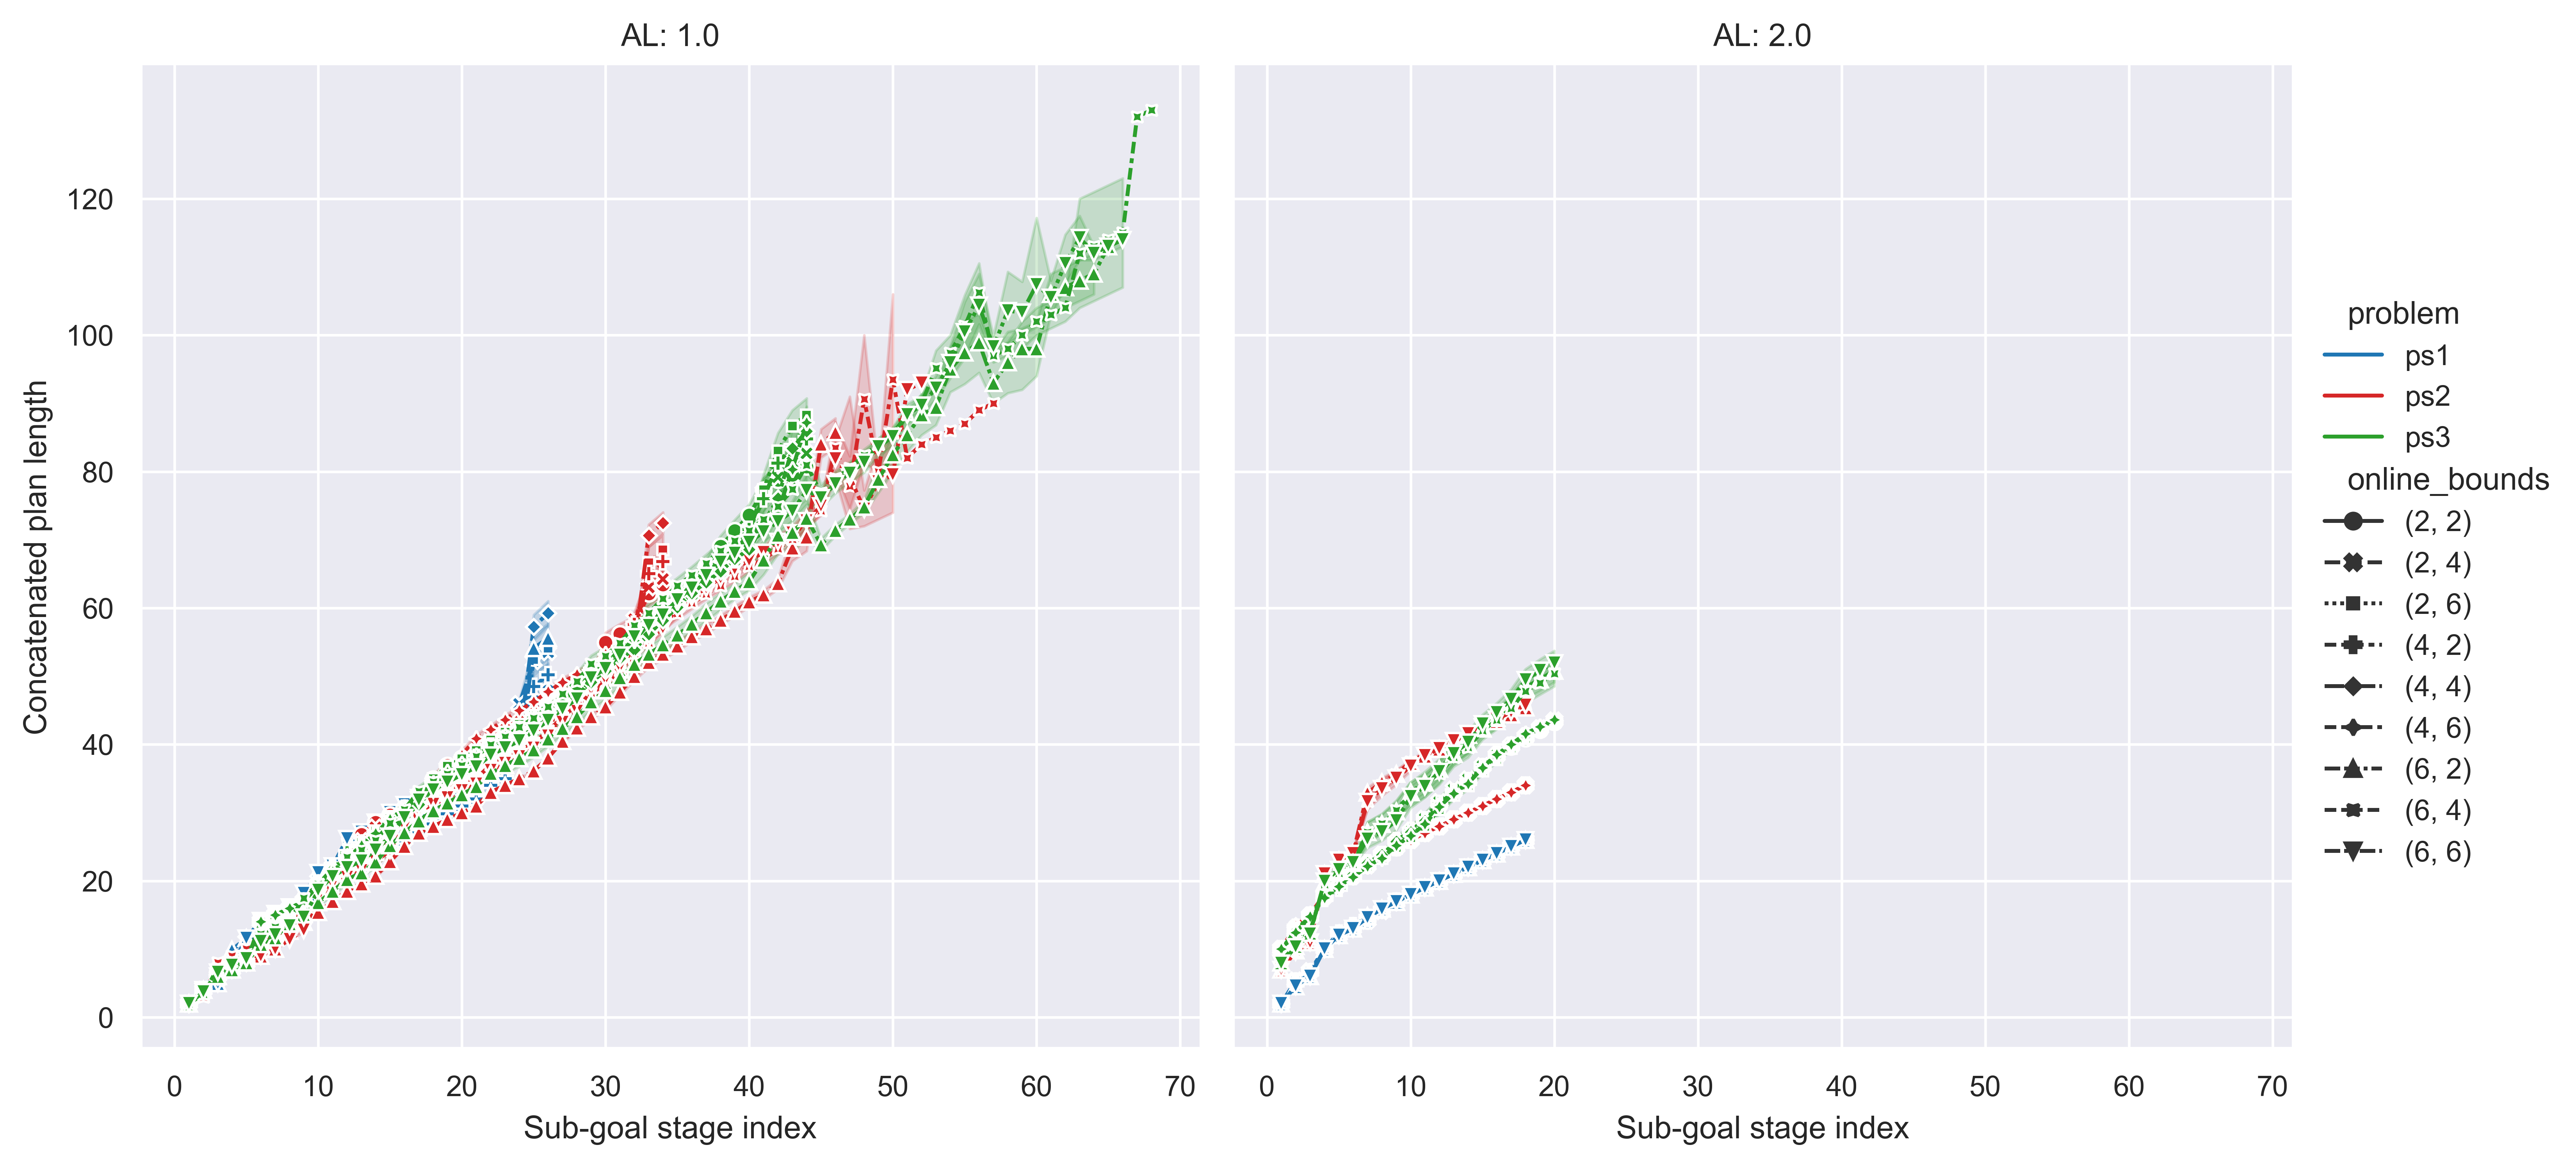 AL: 1.0
AL: 2.0
Concatenated plan length
120
100
80
60
40
20
0
0 10 20 30 40 50 60 70
0 10 20 30 40 50 60 70
Sub-goal stage index
Sub-goal stage index
problem
ps1
ps2
ps3
online_bounds
(2, 2)
(2, 4)
(2, 6)
(4, 2)
(4, 4)
(4, 6)
(6, 2)
(6, 4)
(6, 6)